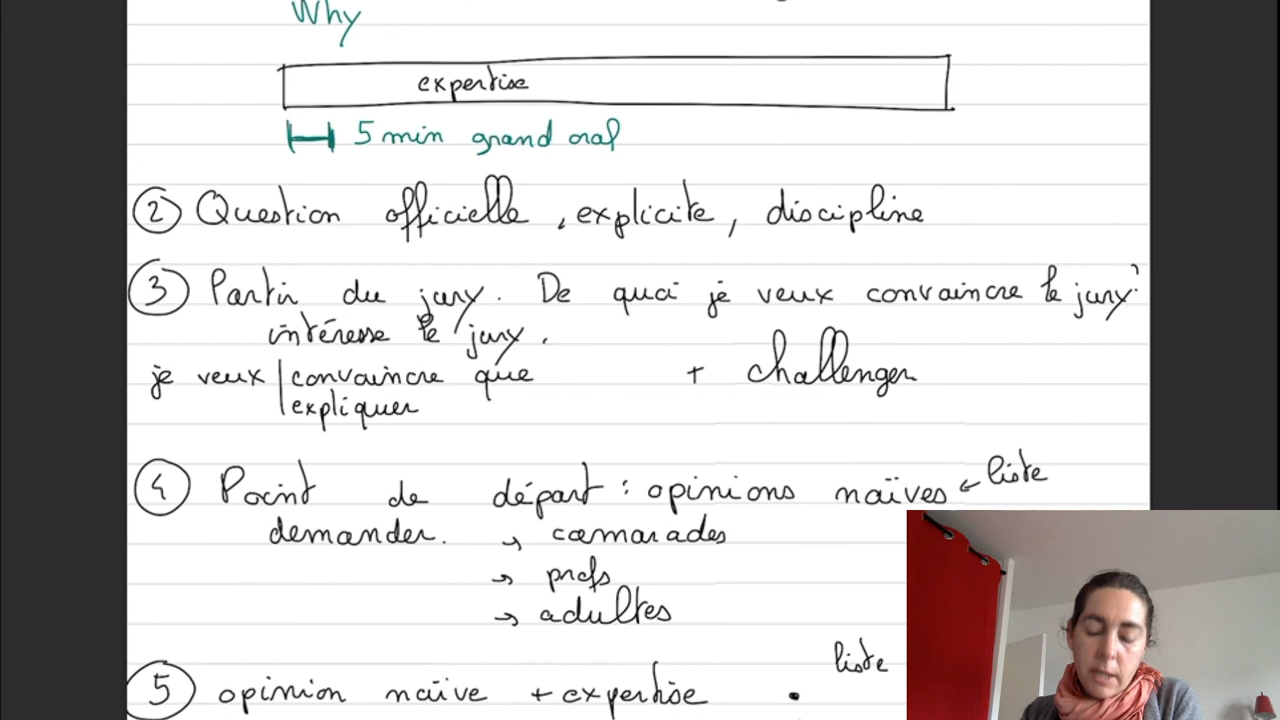 Why
expertise
5 min grand oral
② Question officielle, explicite, discipline
③ Partir du jury. De quoi je veux convaincre le jury?
intéresse le jury.
je veux convaincre que + challenger
expliquer
④ Point de départ : opinions naïves ← liste
demander. → camarades
→ profs
→ adultes
liste
⑤ opinion naïve + expertise •